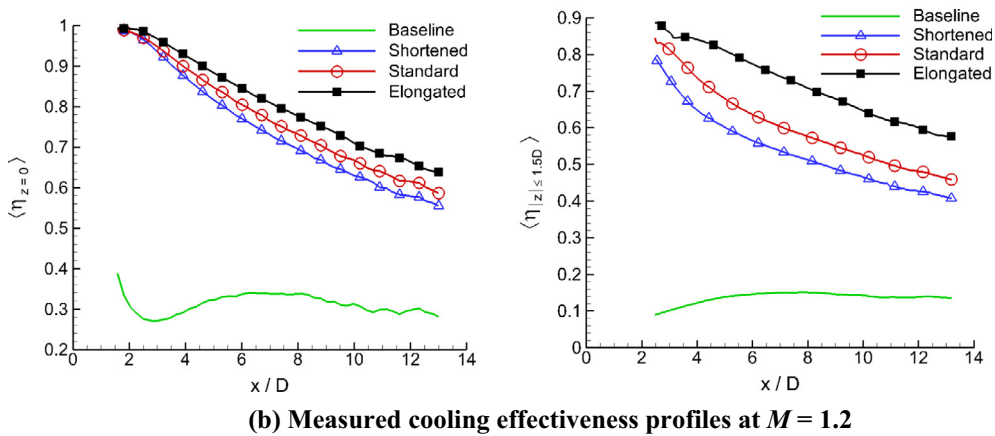 1
0.9
0.8
0.7
0.6
0.5
0.4
0.3
0.2
⟨η z = 0⟩
0 2 4 6 8 10 12 14
x / D
Baseline
Shortened
Standard
Elongated
0.9
0.8
0.7
0.6
0.5
0.4
0.3
0.2
0.1
0
⟨η | z | ≤ 1.5D⟩
0 2 4 6 8 10 12 14
x / D
Baseline
Shortened
Standard
Elongated
(b) Measured cooling effectiveness profiles at M = 1.2